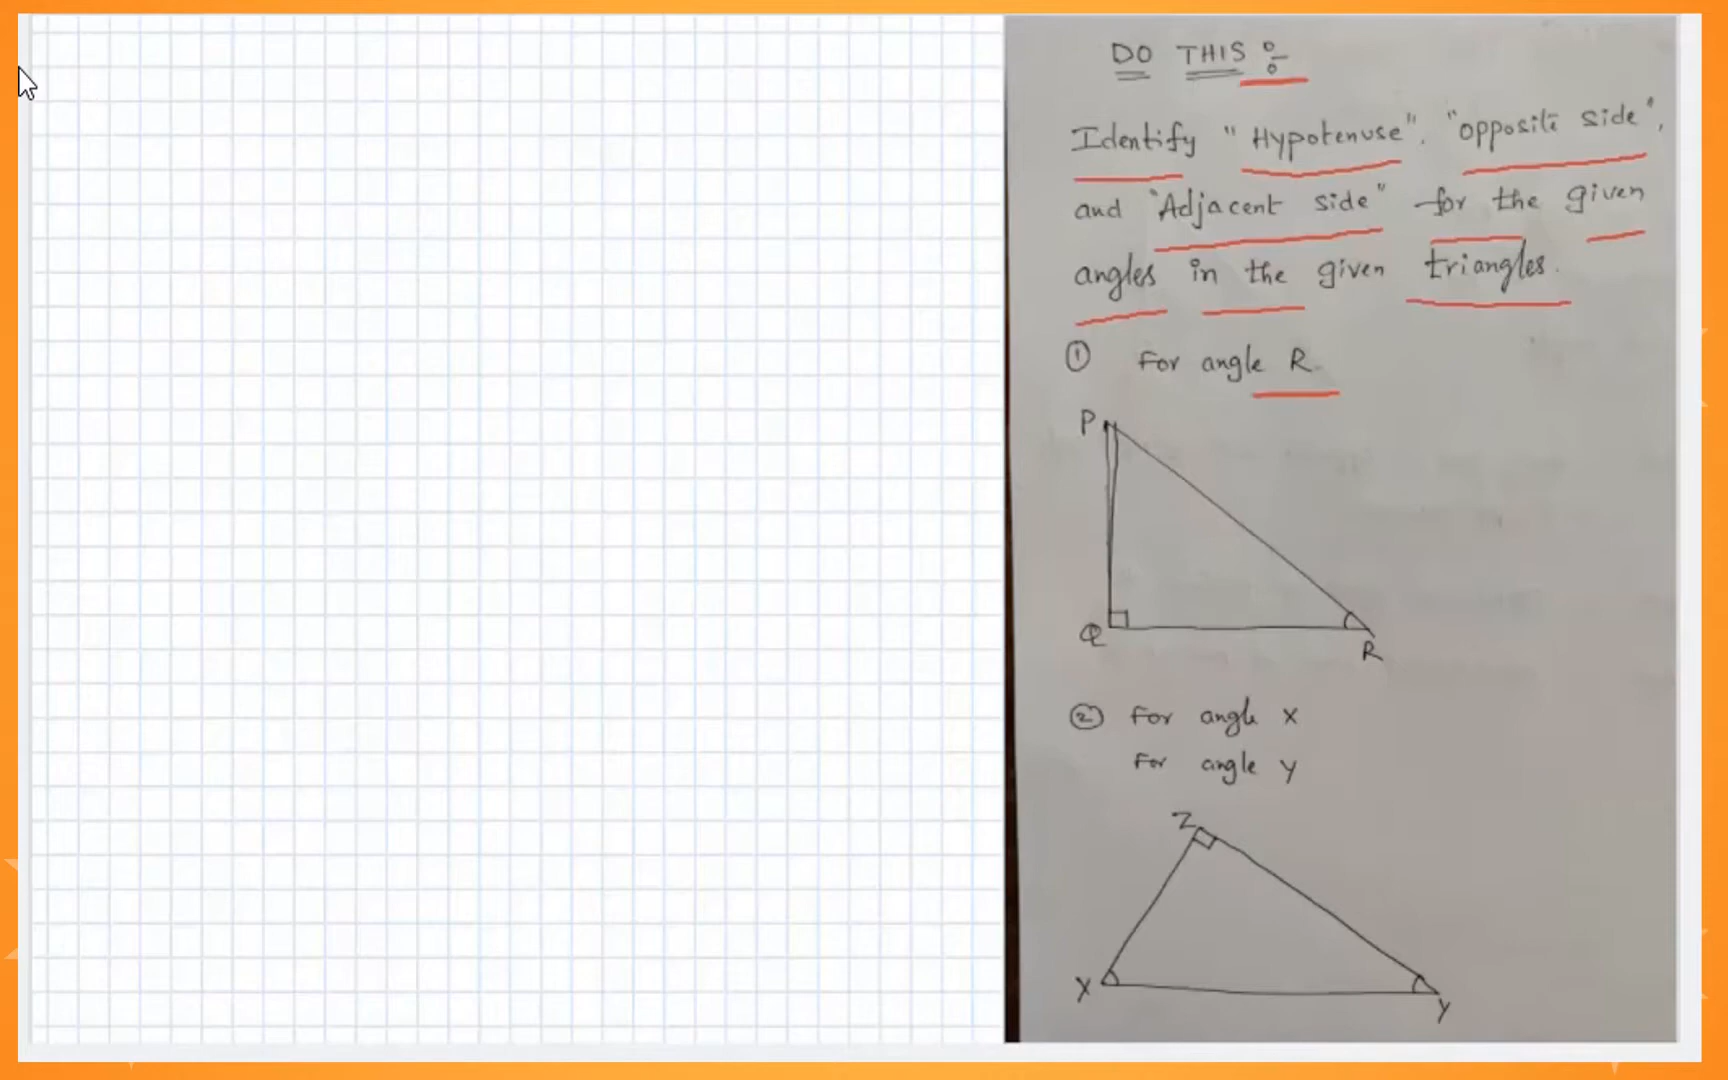 DO THIS :-
Identify "Hypotenuse", "opposite side",
and "Adjacent side" for the given
angles in the given triangles.
① For angle R.
P
Q
R
② For angle X
For angle Y
Z
X
Y